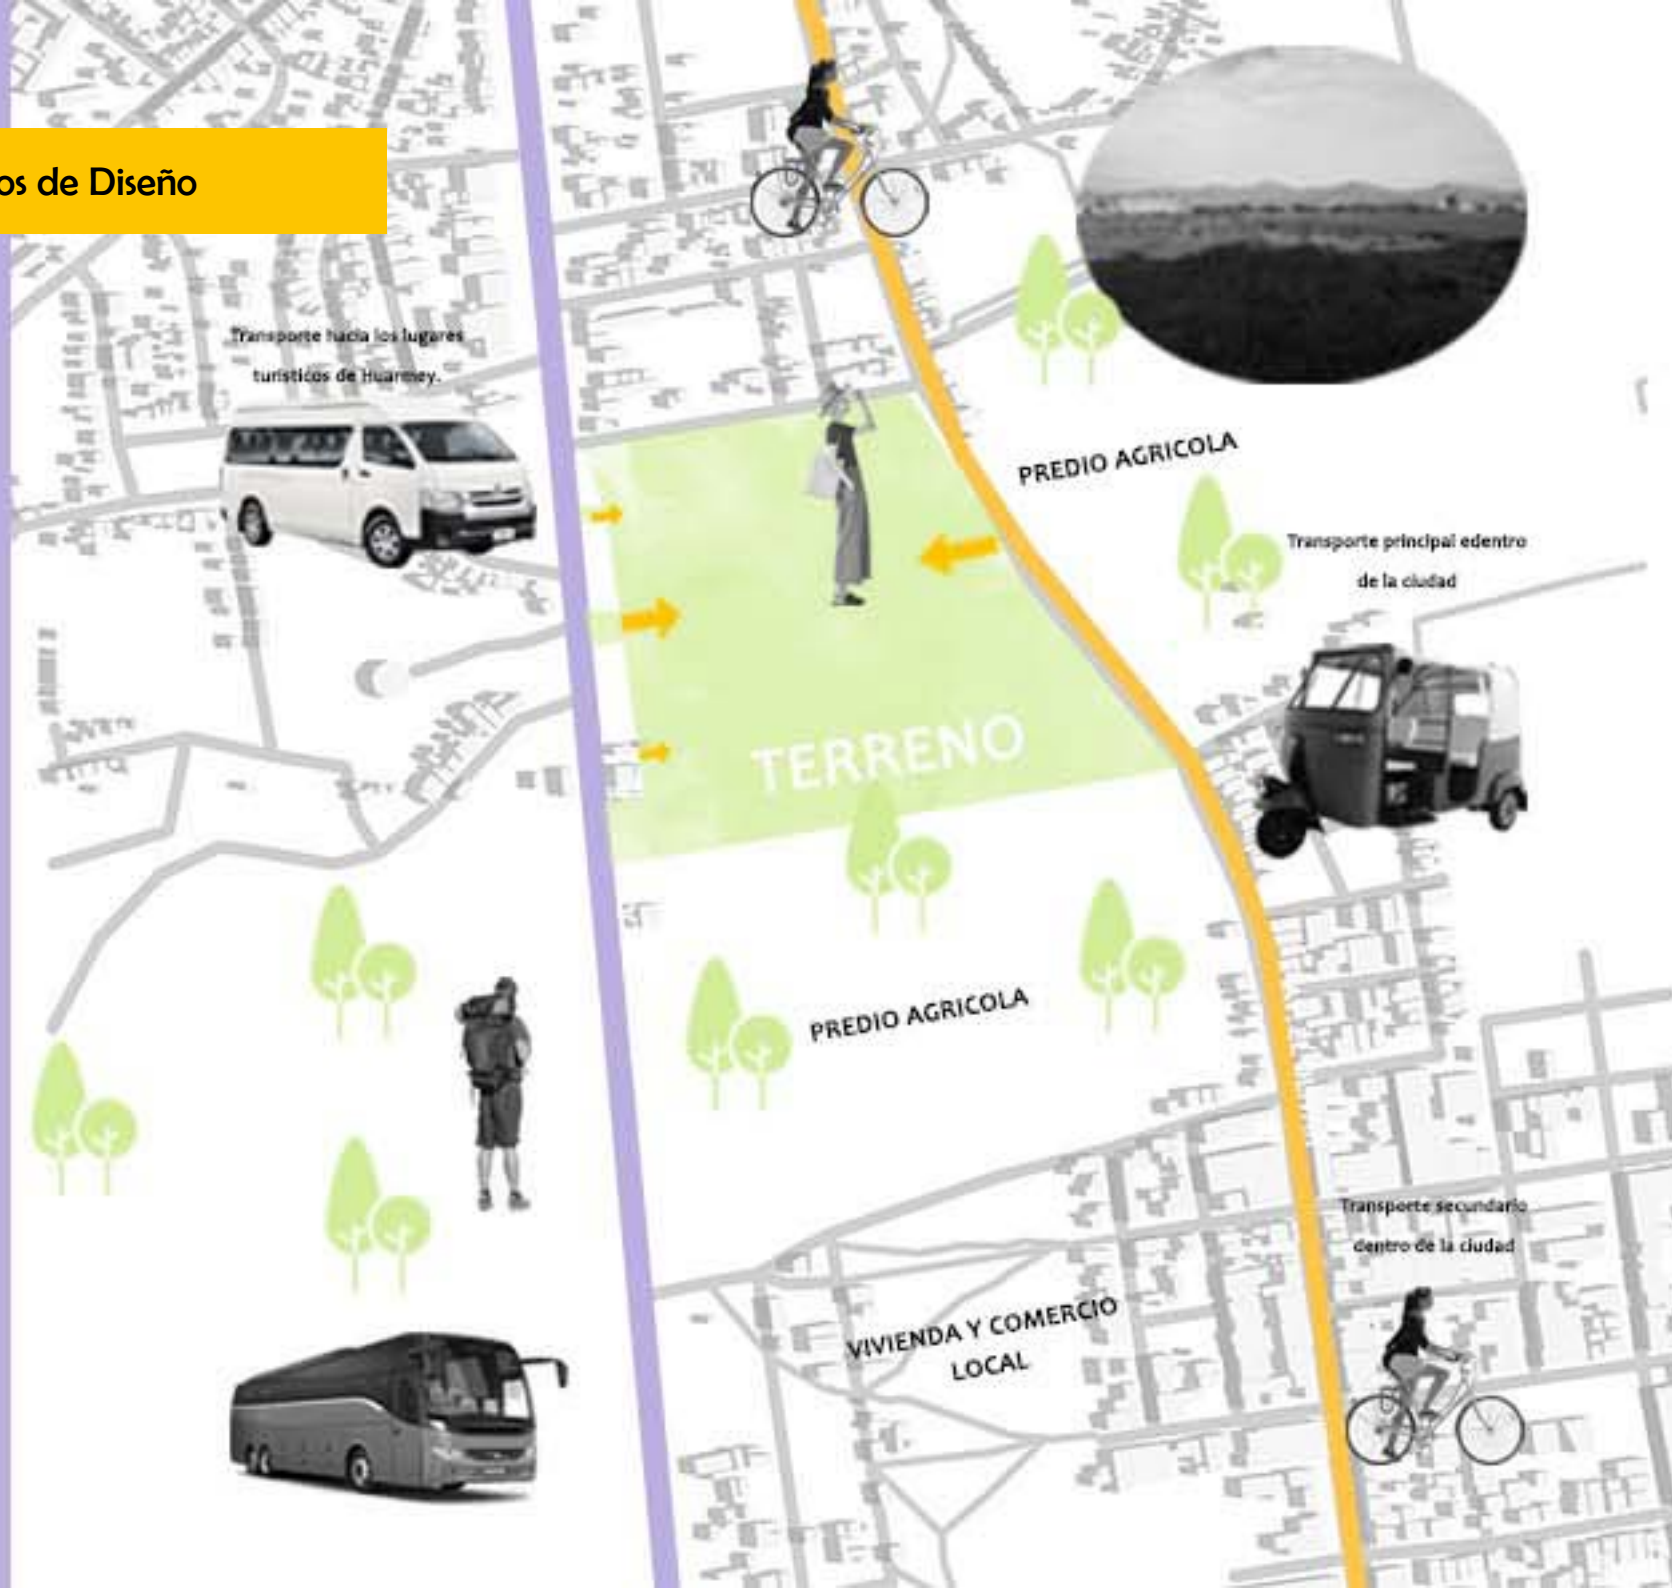 os de Diseño
Transporte hacia los lugares
turísticos de Huarmey.
PREDIO AGRICOLA
Transporte principal edentro
de la ciudad
TERRENO
PREDIO AGRICOLA
Transporte secundario
dentro de la ciudad
VIVIENDA Y COMERCIO
LOCAL